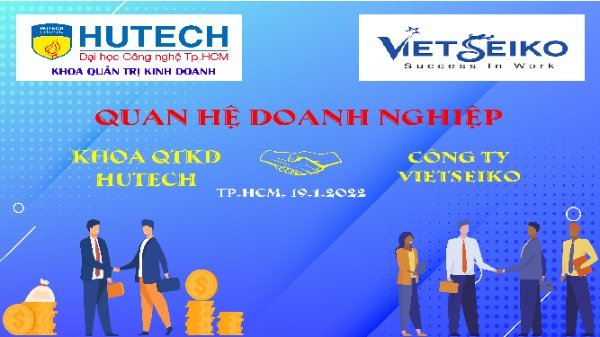 HUTECH
Đại học Công nghệ Tp.HCM
KHOA QUẢN TRỊ KINH DOANH
VIETSEIKO
Success In Work
QUAN HỆ DOANH NGHIỆP
KHOA QTKD
HUTECH
CÔNG TY
VIETSEIKO
TP.HCM, 19.1.2022